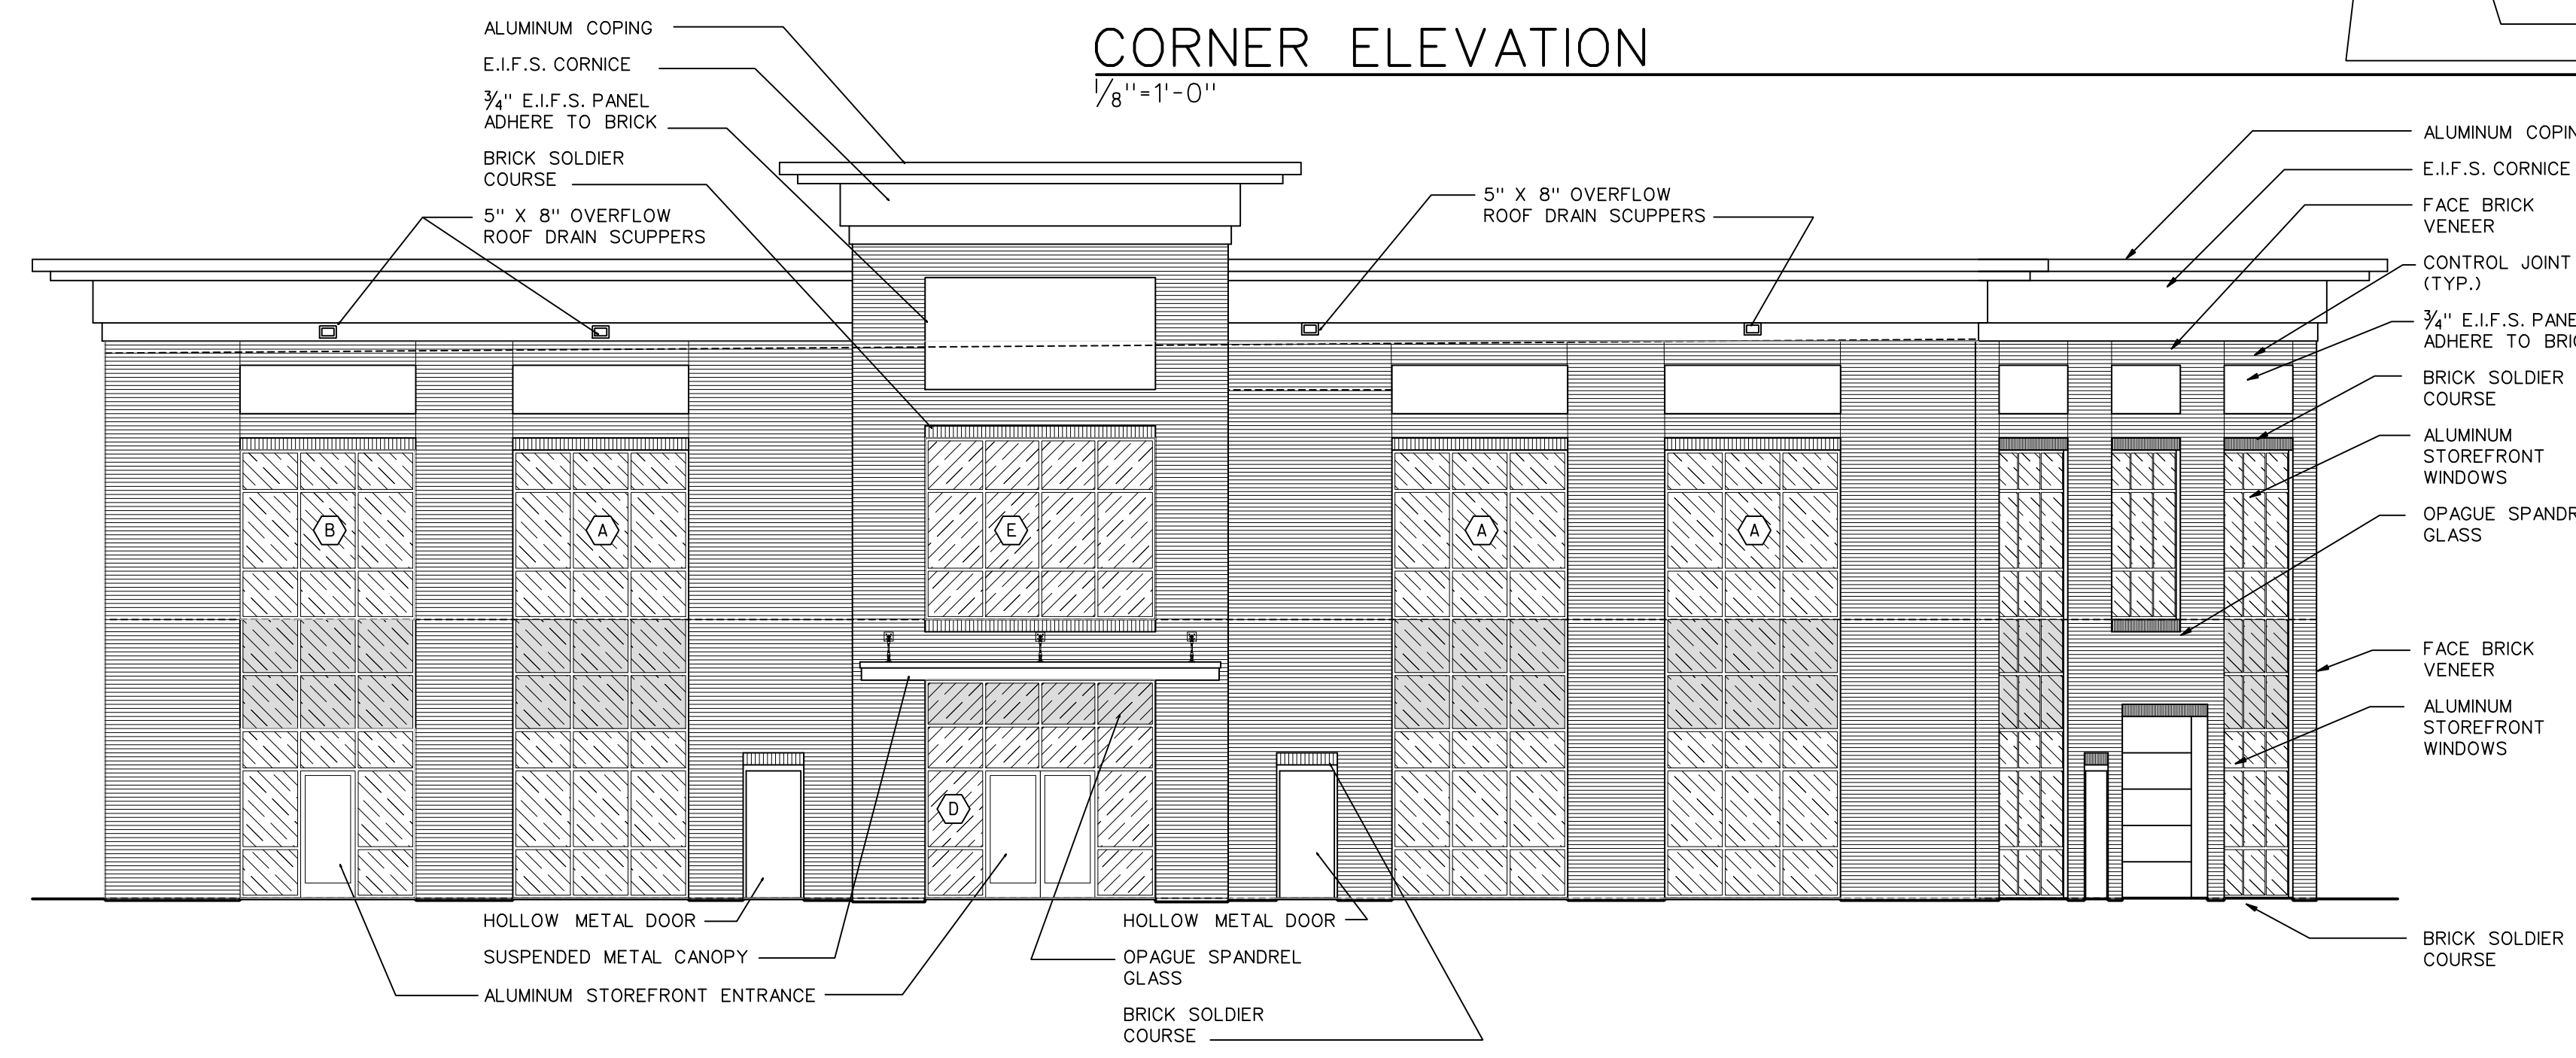 CORNER ELEVATION
1/8"=1'-0"
ALUMINUM COPING
E.I.F.S. CORNICE
3/4" E.I.F.S. PANEL
ADHERE TO BRICK
BRICK SOLDIER
COURSE
5" X 8" OVERFLOW
ROOF DRAIN SCUPPERS
5" X 8" OVERFLOW
ROOF DRAIN SCUPPERS
B
A
E
A
A
D
HOLLOW METAL DOOR
SUSPENDED METAL CANOPY
ALUMINUM STOREFRONT ENTRANCE
HOLLOW METAL DOOR
OPAGUE SPANDREL
GLASS
BRICK SOLDIER
COURSE
ALUMINUM COPIN
E.I.F.S. CORNICE
FACE BRICK
VENEER
CONTROL JOINT
(TYP.)
3/4" E.I.F.S. PANE
ADHERE TO BRI
BRICK SOLDIER
COURSE
ALUMINUM
STOREFRONT
WINDOWS
OPAGUE SPANDR
GLASS
FACE BRICK
VENEER
ALUMINUM
STOREFRONT
WINDOWS
BRICK SOLDIER
COURSE